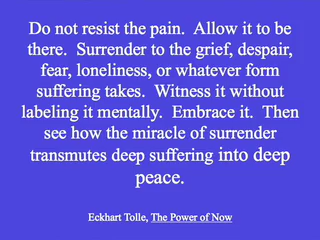 Do not resist the pain.  Allow it to be
there.  Surrender to the grief, despair,
fear, loneliness, or whatever form
suffering takes.  Witness it without
labeling it mentally.  Embrace it.  Then
see how the miracle of surrender
transmutes deep suffering into deep
peace.
Eckhart Tolle, The Power of Now